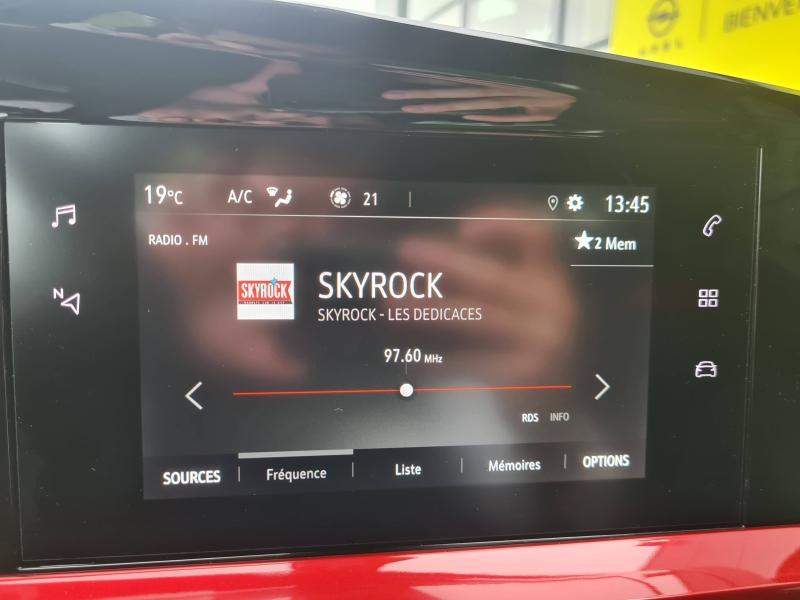 OPEL
BIENVE
19°C
A/C
21
13:45
RADIO . FM
2 Mem
SKYROCK
SKYROCK
SKYROCK - LES DEDICACES
97.60 MHz
N
RDS
INFO
SOURCES
Fréquence
Liste
Mémoires
OPTIONS